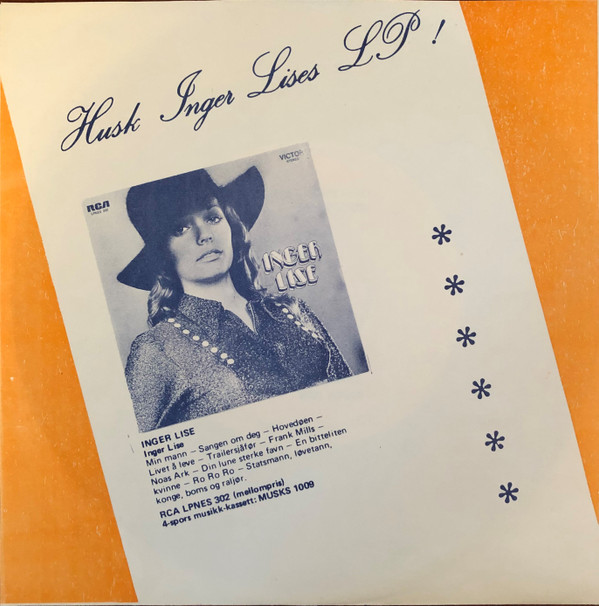 Husk Inger Lises LP !
RCA
VICTOR
STEREO
INGER
LISE
INGER LISE
Inger Lise
Min mann – Sangen om deg – Hovedøen –
Livet å leve – Trailersjåfør – Frank Mills –
Noas Ark – Din lune sterke favn – En bitteliten
kvinne – Ro Ro Ro – Statsmann, løvetann,
konge, boms og raljør.
RCA LPNES 302 (mellompris)
4-spors musikk-kassett: MUSKS 1009
* * * * * *